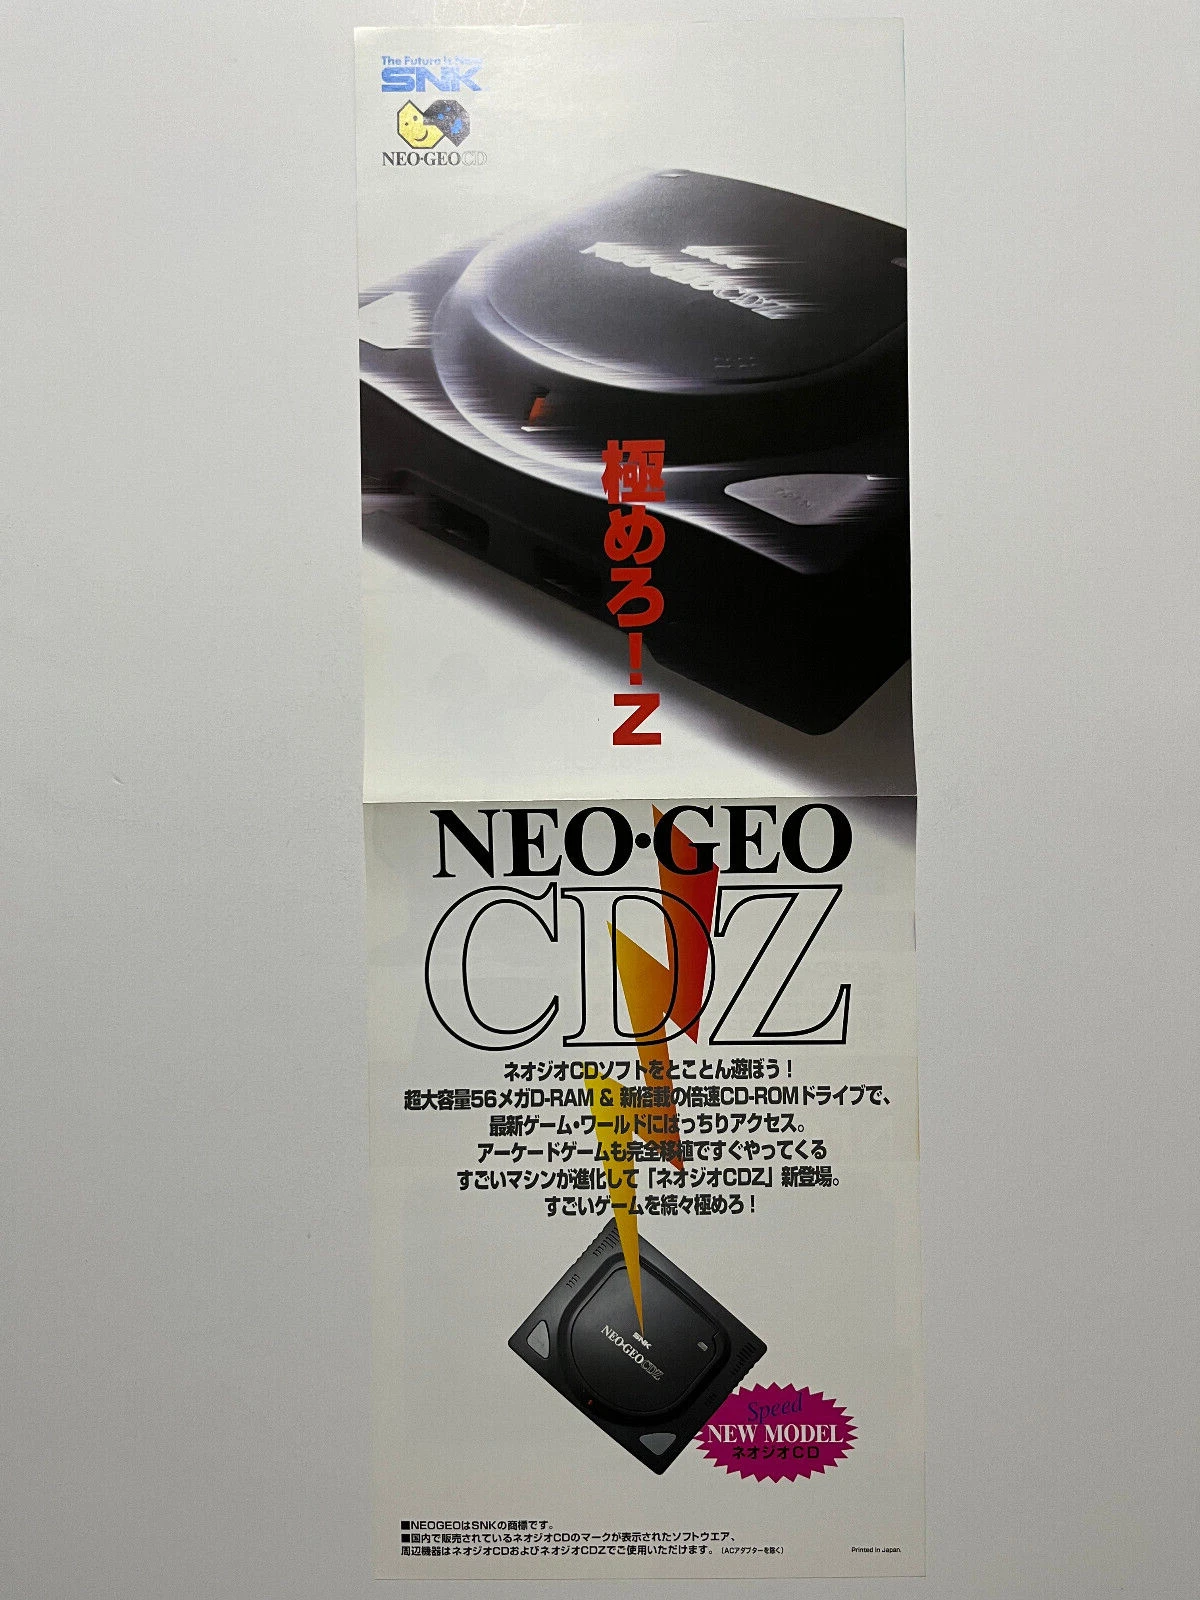 The Future Is Now
SNK
NEO·GEO CD
NEO·GEO CDZ
極めろ!Z
NEO·GEO
CDZ
ネオジオCDソフトをとことん遊ぼう!
超大容量56メガD-RAM & 新搭載の倍速CD-ROMドライブで、
最新ゲーム・ワールドにばっちりアクセス。
アーケードゲームも完全移植ですぐやってくる
すごいマシンが進化して「ネオジオCDZ」新登場。
すごいゲームを続々極めろ!
SNK
NEO·GEO CDZ
Speed
NEW MODEL
ネオジオCD
■NEOGEOはSNKの商標です。
■国内で販売されているネオジオCDのマークが表示されたソフトウエア、
周辺機器はネオジオCDおよびネオジオCDZでご使用いただけます。(ACアダプターを除く)
Printed in Japan.